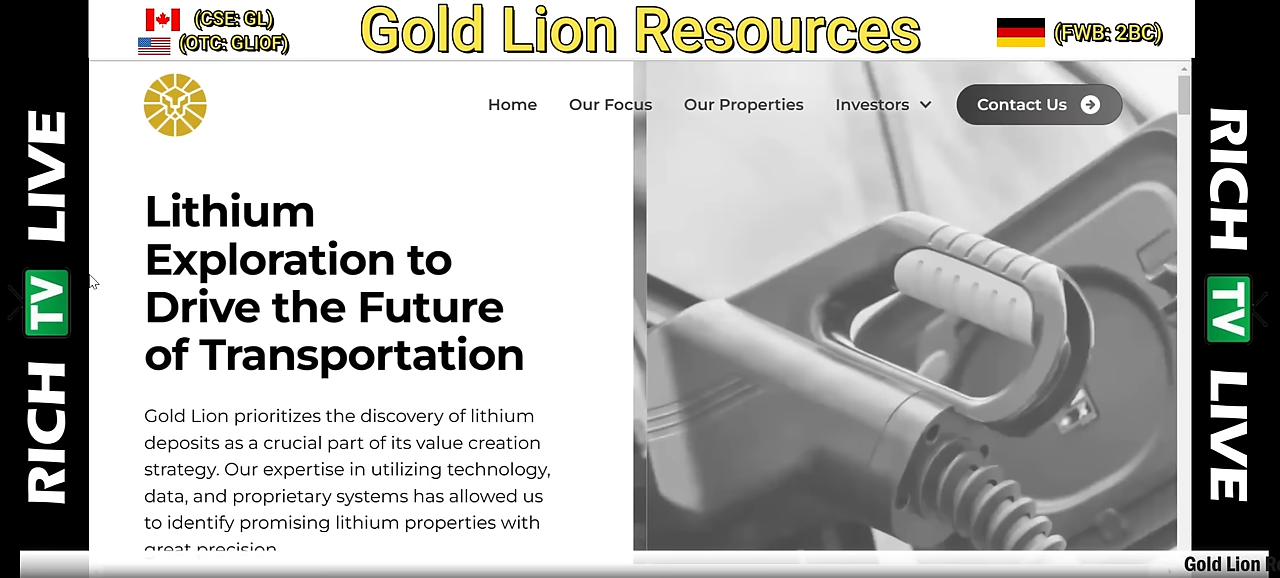 (CSE: GL)
(OTC: GLIOF)
Gold Lion Resources
(FWB: 2BC)
RICH TV LIVE
Home
Our Focus
Our Properties
Investors
Contact Us
Lithium
Exploration to
Drive the Future
of Transportation
Gold Lion prioritizes the discovery of lithium
deposits as a crucial part of its value creation
strategy. Our expertise in utilizing technology,
data, and proprietary systems has allowed us
to identify promising lithium properties with
great precision.
RICH TV LIVE
Gold Lion